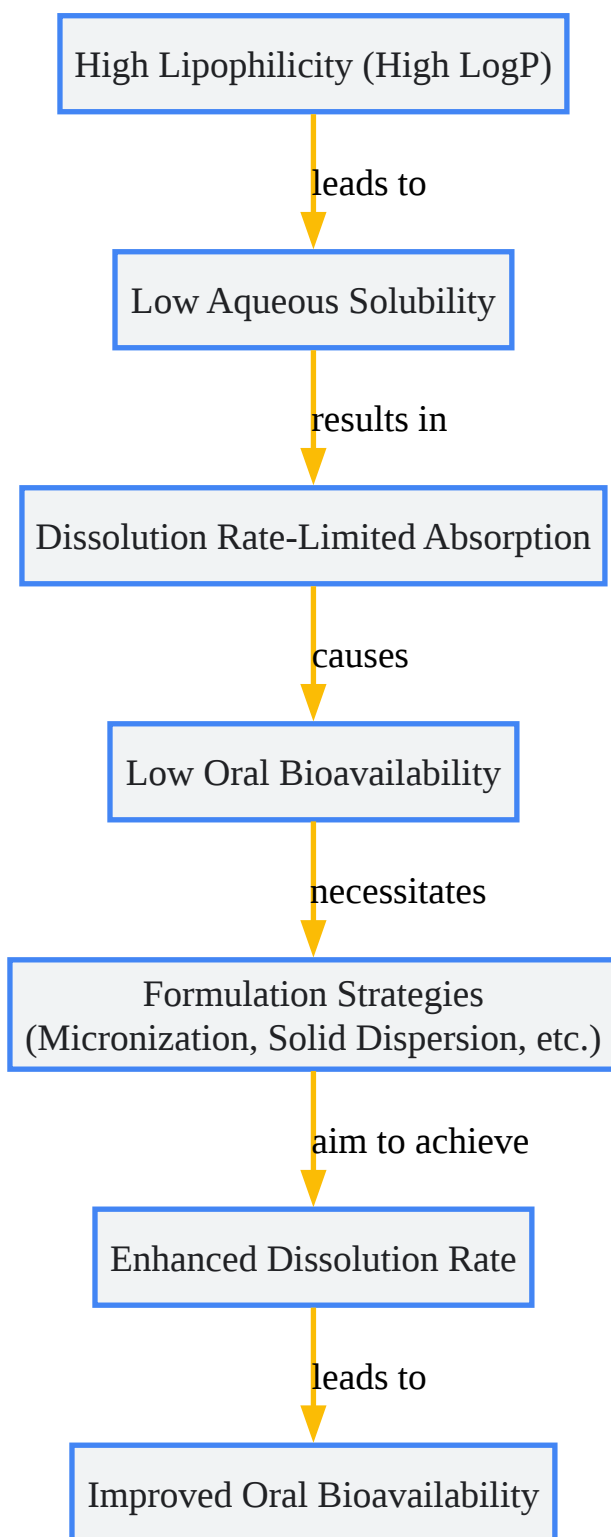 High Lipophilicity (High LogP)
leads to
Low Aqueous Solubility
results in
Dissolution Rate-Limited Absorption
causes
Low Oral Bioavailability
necessitates
Formulation Strategies
(Micronization, Solid Dispersion, etc.)
aim to achieve
Enhanced Dissolution Rate
leads to
Improved Oral Bioavailability